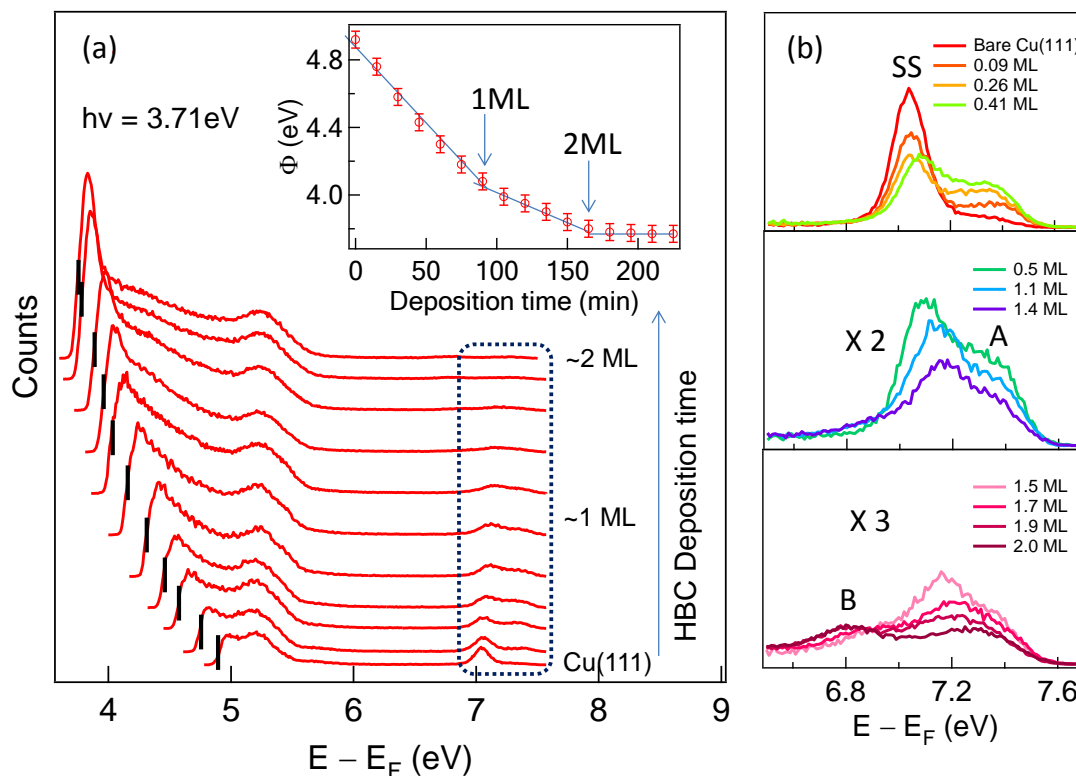 (a)
hν = 3.71eV
Counts
3
4
5
6
7
8
9
E − E_F (eV)
~2 ML
~1 ML
Cu(111)
HBC Deposition time
Φ (eV)
4.8
4.4
4.0
1ML
2ML
0
50
100
150
200
Deposition time (min)
(b)
SS
Bare Cu(111)
0.09 ML
0.26 ML
0.41 ML
X 2
A
0.5 ML
1.1 ML
1.4 ML
X 3
B
1.5 ML
1.7 ML
1.9 ML
2.0 ML
6.8
7.2
7.6
E − E_F (eV)